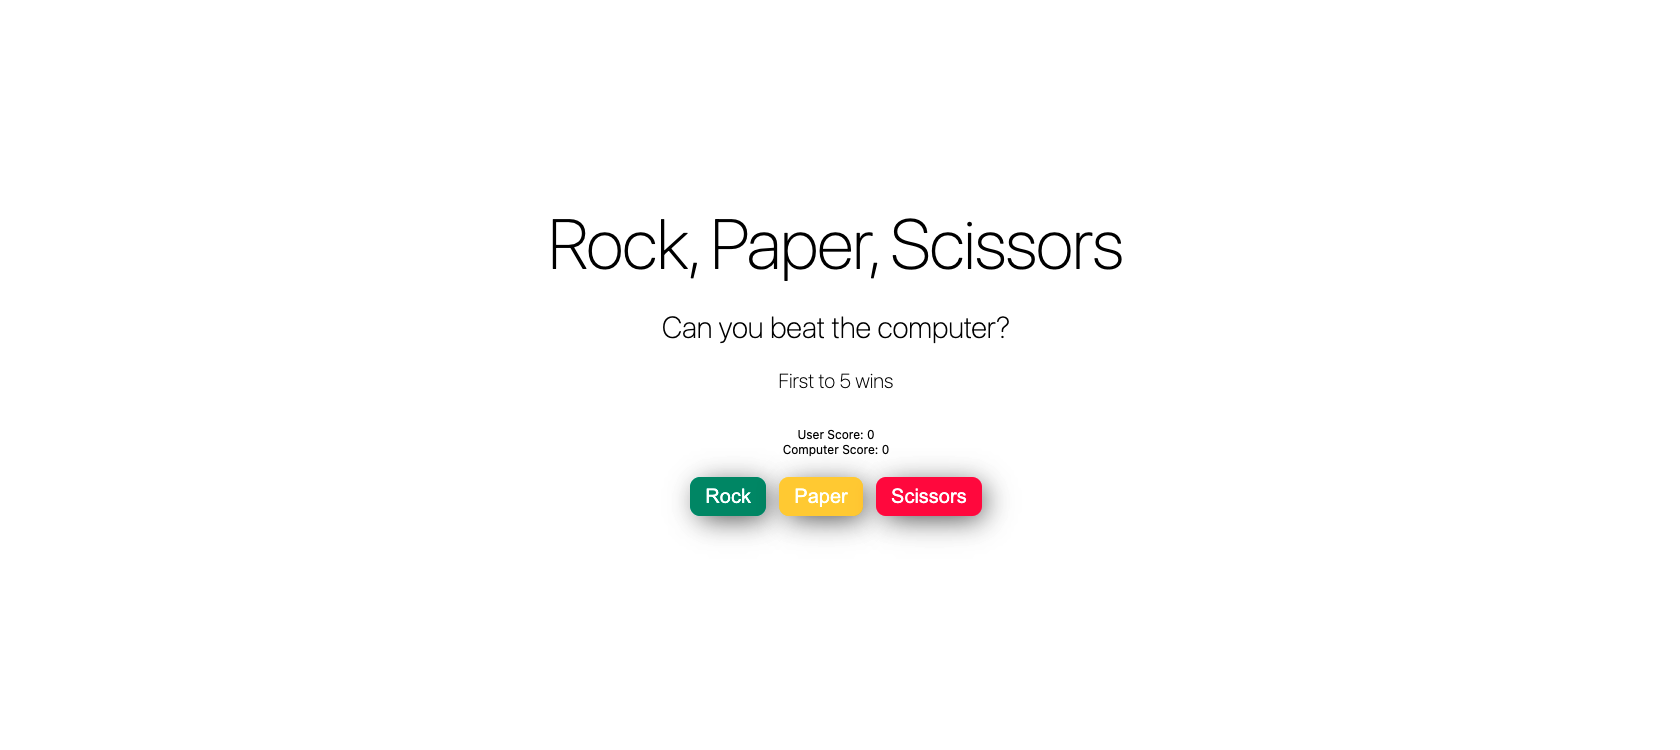 Rock, Paper, Scissors
Can you beat the computer?
First to 5 wins
User Score: 0
Computer Score: 0
Rock Paper Scissors